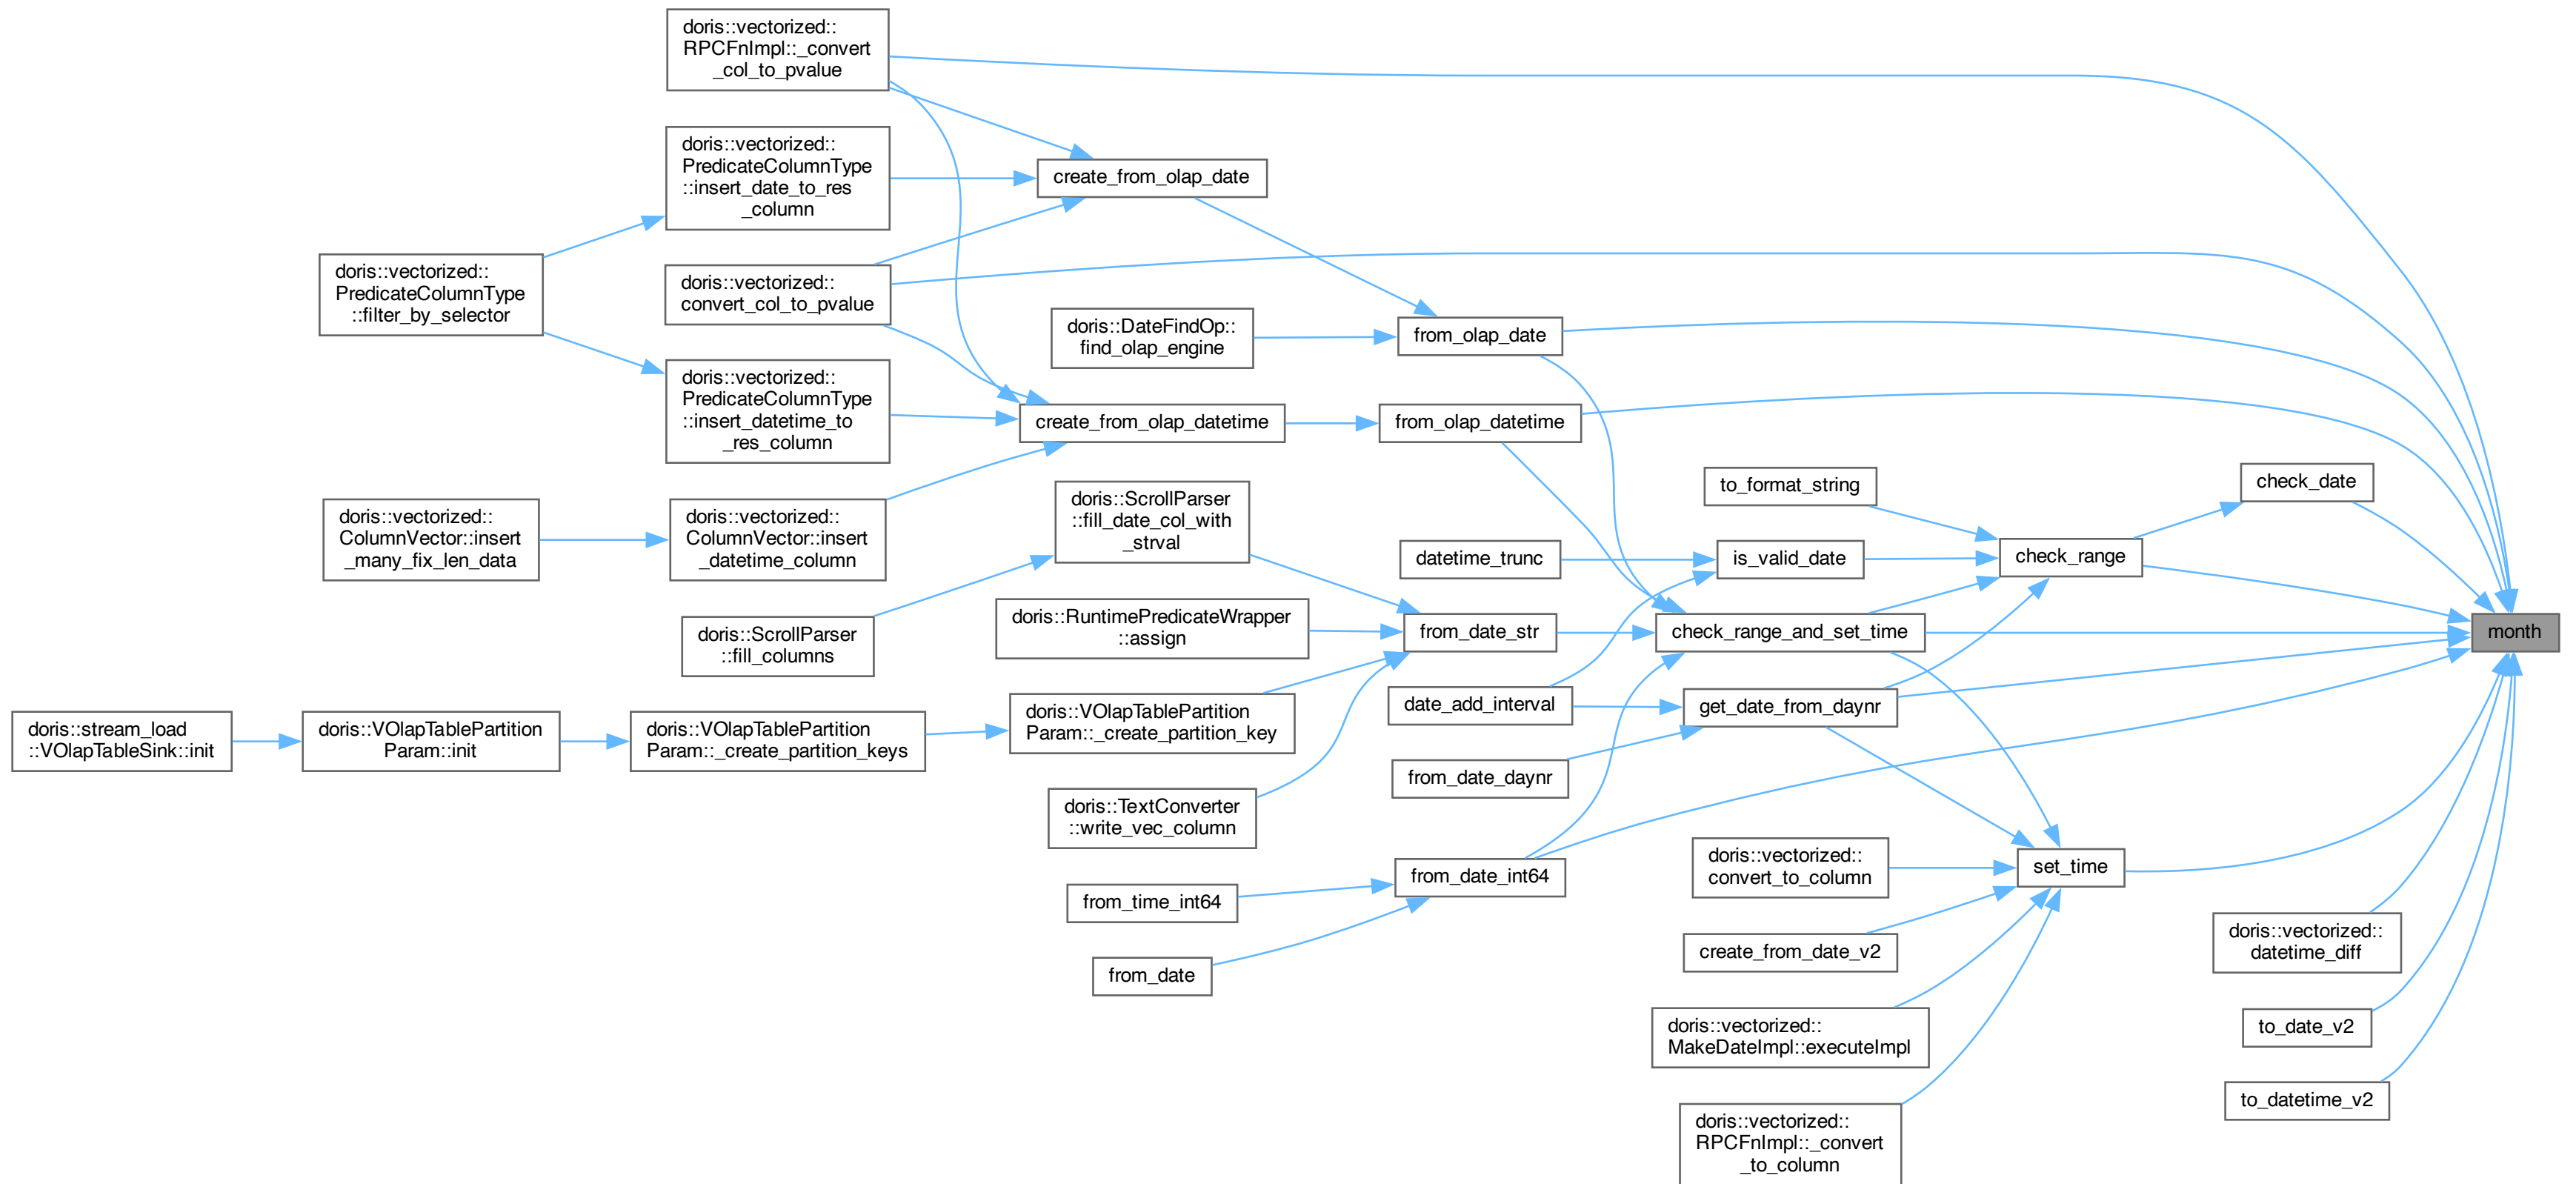 doris::vectorized::
RPCFnImpl::_convert
_col_to_pvalue
doris::vectorized::
PredicateColumnType
::insert_date_to_res
_column
create_from_olap_date
doris::vectorized::
PredicateColumnType
::filter_by_selector
doris::vectorized::
convert_col_to_pvalue
doris::DateFindOp::
find_olap_engine
from_olap_date
doris::vectorized::
PredicateColumnType
::insert_datetime_to
_res_column
create_from_olap_datetime
from_olap_datetime
to_format_string
check_date
doris::vectorized::
ColumnVector::insert
_many_fix_len_data
doris::vectorized::
ColumnVector::insert
_datetime_column
doris::ScrollParser
::fill_date_col_with
_strval
datetime_trunc
is_valid_date
check_range
doris::ScrollParser
::fill_columns
doris::RuntimePredicateWrapper
::assign
from_date_str
check_range_and_set_time
month
doris::stream_load
::VOlapTableSink::init
doris::VOlapTablePartition
Param::init
doris::VOlapTablePartition
Param::_create_partition_keys
doris::VOlapTablePartition
Param::_create_partition_key
date_add_interval
get_date_from_daynr
from_date_daynr
doris::TextConverter
::write_vec_column
from_date_int64
doris::vectorized::
convert_to_column
set_time
from_time_int64
create_from_date_v2
doris::vectorized::
datetime_diff
from_date
doris::vectorized::
MakeDateImpl::executeImpl
to_date_v2
doris::vectorized::
RPCFnImpl::_convert
_to_column
to_datetime_v2